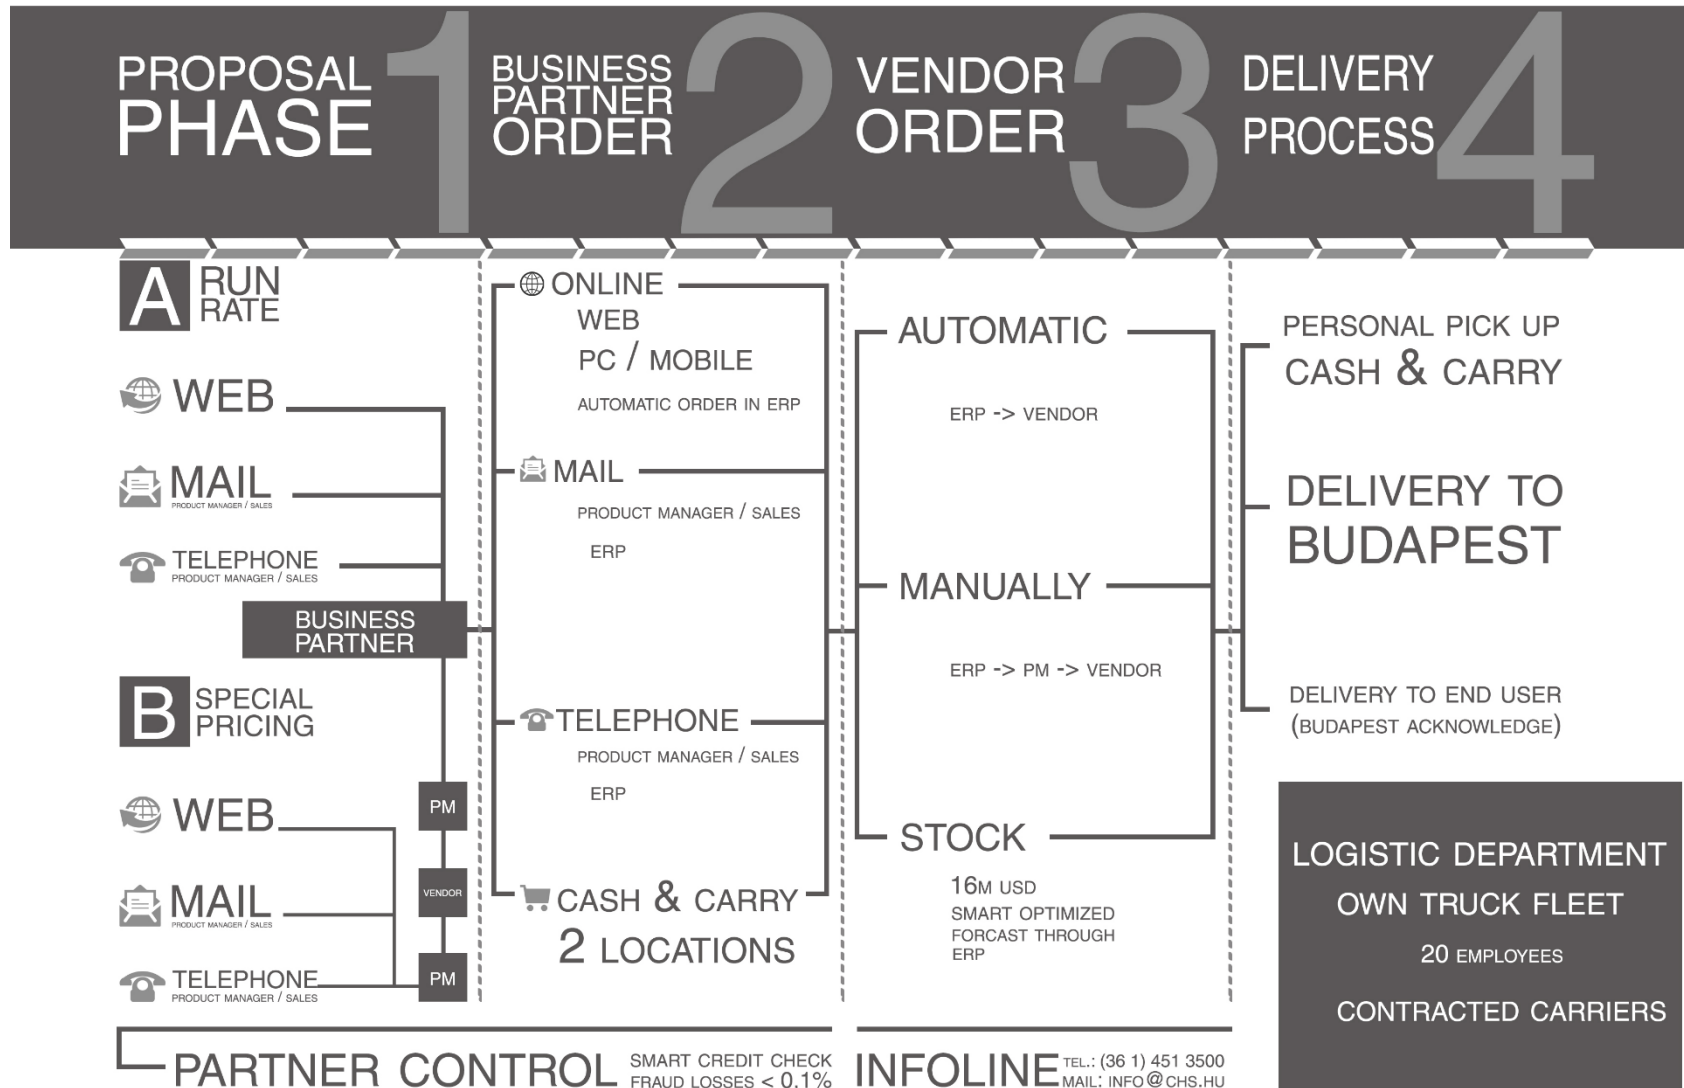 PROPOSAL
PHASE
1
BUSINESS
PARTNER
ORDER
2
VENDOR
ORDER
3
DELIVERY
PROCESS
4
A
RUN
RATE
WEB
MAIL
PRODUCT MANAGER / SALES
TELEPHONE
PRODUCT MANAGER / SALES
BUSINESS
PARTNER
B
SPECIAL
PRICING
WEB
MAIL
PRODUCT MANAGER / SALES
TELEPHONE
PRODUCT MANAGER / SALES
PM
VENDOR
PM
ONLINE
WEB
PC / MOBILE
AUTOMATIC ORDER IN ERP
MAIL
PRODUCT MANAGER / SALES
ERP
TELEPHONE
PRODUCT MANAGER / SALES
ERP
CASH & CARRY
2 LOCATIONS
AUTOMATIC
ERP -> VENDOR
MANUALLY
ERP -> PM -> VENDOR
STOCK
16M USD
SMART OPTIMIZED
FORCAST THROUGH
ERP
PERSONAL PICK UP
CASH & CARRY
DELIVERY TO
BUDAPEST
DELIVERY TO END USER
(BUDAPEST ACKNOWLEDGE)
LOGISTIC DEPARTMENT
OWN TRUCK FLEET
20 EMPLOYEES
CONTRACTED CARRIERS
PARTNER CONTROL
SMART CREDIT CHECK
FRAUD LOSSES < 0.1%
INFOLINE
TEL.: (36 1) 451 3500
MAIL: INFO@CHS.HU